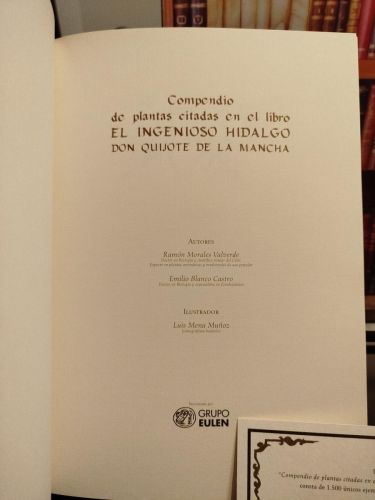 Compendio
de plantas citadas en el libro
EL INGENIOSO HIDALGO
DON QUIJOTE DE LA MANCHA
AUTORES
Ramón Morales Valverde
Emilio Blanco Castro
ILUSTRADOR
Luis Mena Muñoz
GRUPO
EULEN
"Compendio de plantas citadas en e
consta de 1.500 únicos ejem